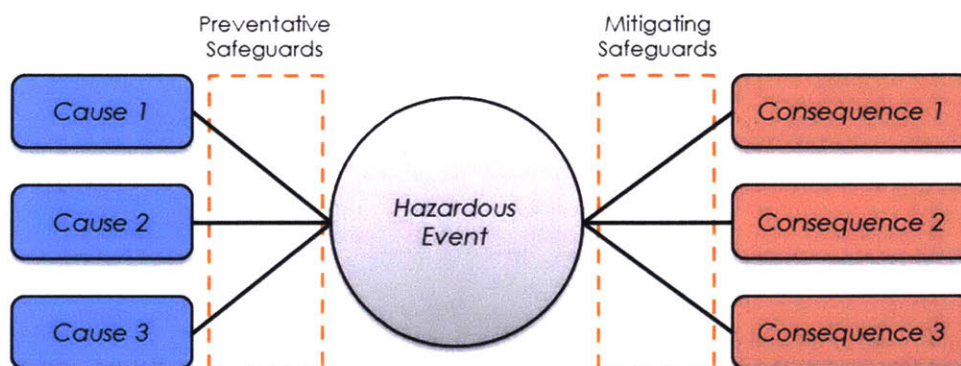 Preventative
Safeguards
Mitigating
Safeguards
Cause 1
Cause 2
Cause 3
Hazardous
Event
Consequence 1
Consequence 2
Consequence 3